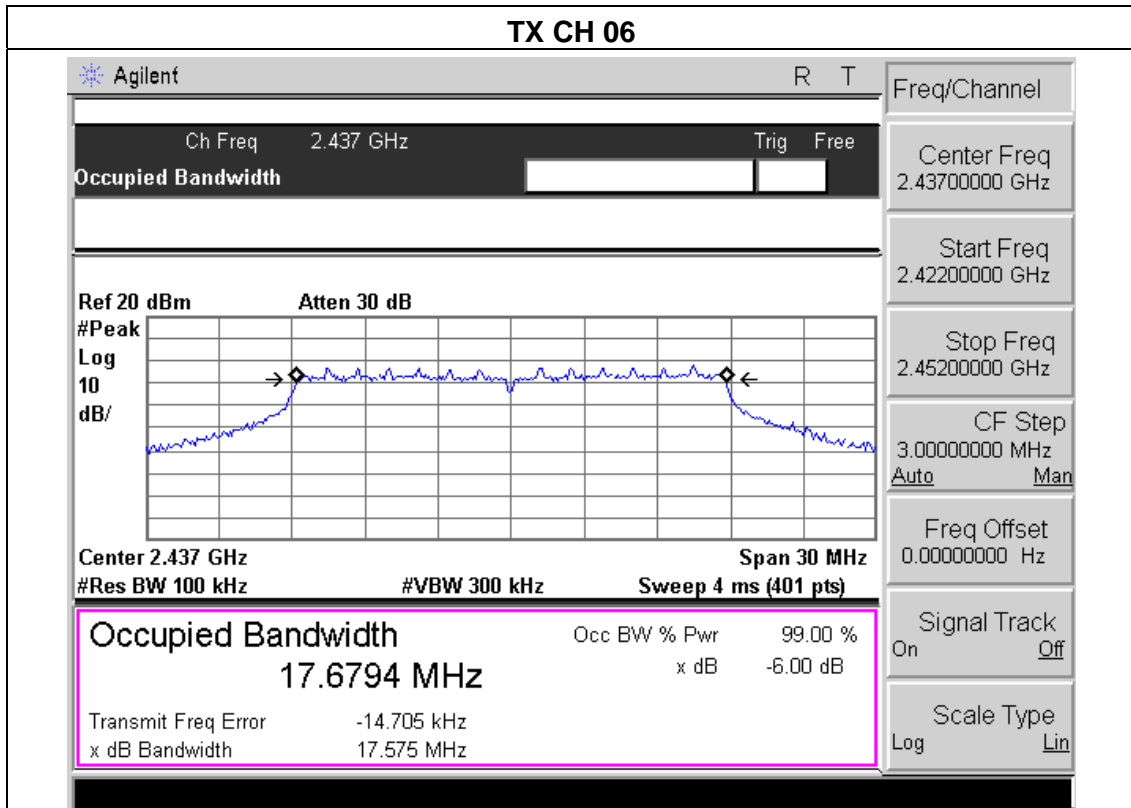 TX CH 06
Agilent R T
Ch Freq 2.437 GHz Trig Free
Occupied Bandwidth
Ref 20 dBm Atten 30 dB
#Peak
Log
10
dB/
Center 2.437 GHz Span 30 MHz
#Res BW 100 kHz #VBW 300 kHz Sweep 4 ms (401 pts)
Occupied Bandwidth
17.6794 MHz
Occ BW % Pwr 99.00 %
x dB -6.00 dB
Transmit Freq Error -14.705 kHz
x dB Bandwidth 17.575 MHz
Freq/Channel
Center Freq
2.43700000 GHz
Start Freq
2.42200000 GHz
Stop Freq
2.45200000 GHz
CF Step
3.00000000 MHz
Auto Man
Freq Offset
0.00000000 Hz
Signal Track
On Off
Scale Type
Log Lin